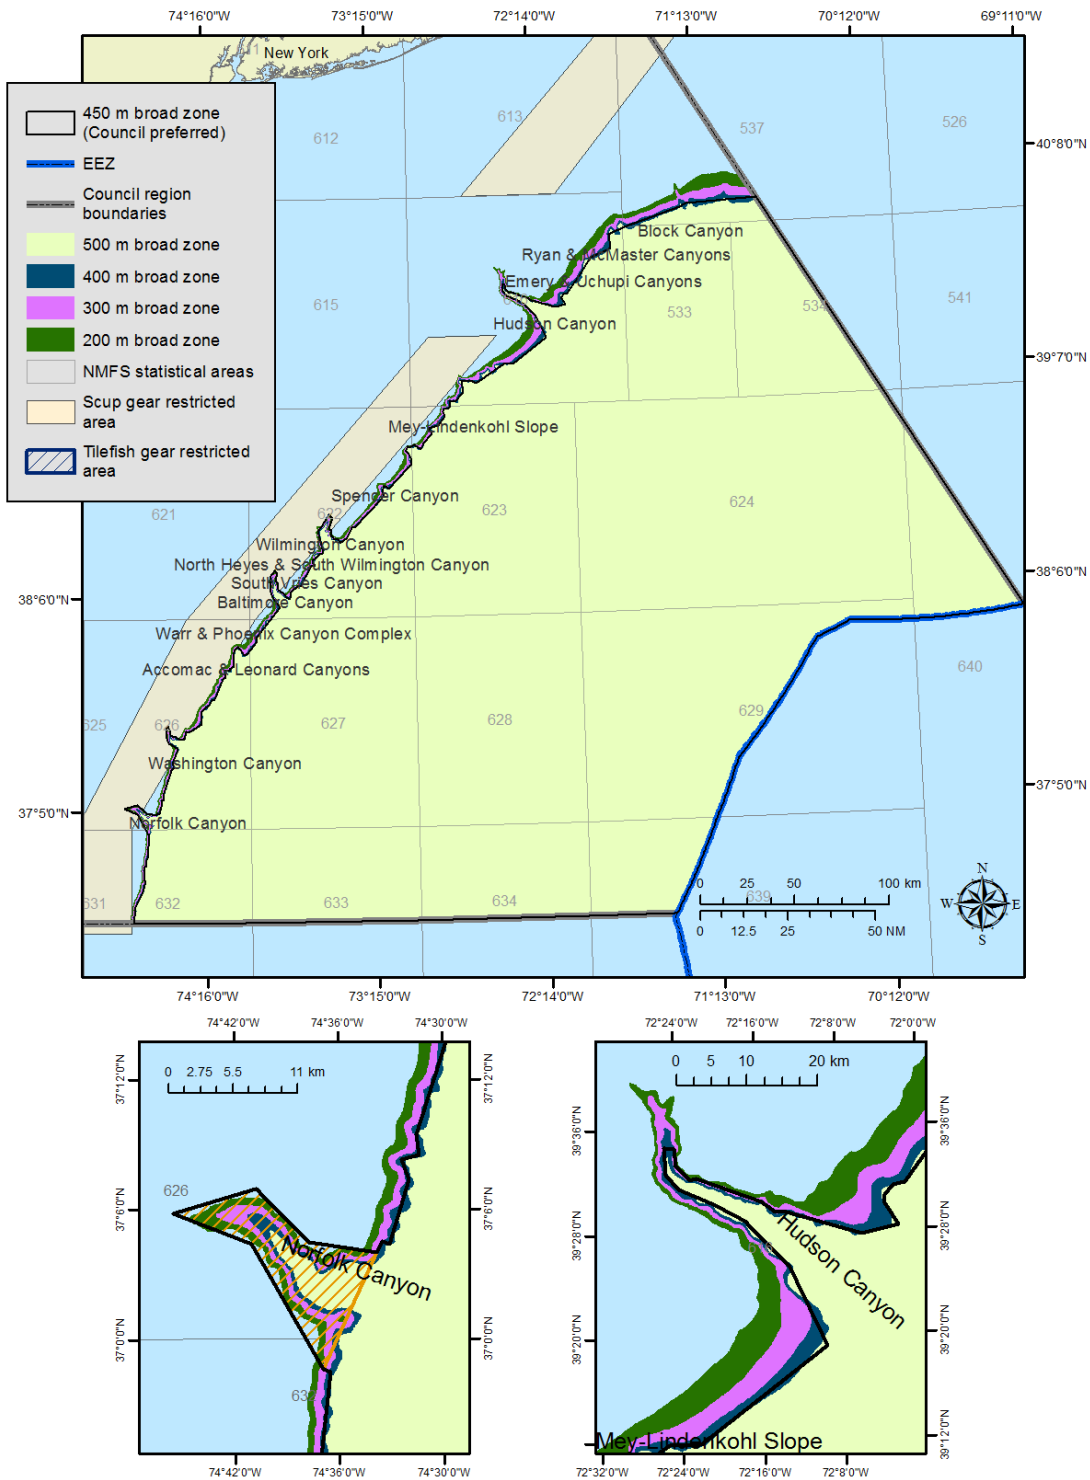 74°16'0"W 73°15'0"W 72°14'0"W 71°13'0"W 70°12'0"W 69°11'0"W
New York
450 m broad zone
(Council preferred)
EEZ
Council region
boundaries
500 m broad zone
400 m broad zone
300 m broad zone
200 m broad zone
NMFS statistical areas
Scup gear restricted
area
Tilefish gear restricted
area
612 613 537 526
40°8'0"N
Block Canyon
Ryan & McMaster Canyons
Emery & Uchupi Canyons
615 533 534 541
Hudson Canyon
39°7'0"N
Mey-Lindenkohl Slope
Spencer Canyon
621 622 623 624
Wilmington Canyon
North Heyes & South Wilmington Canyon
South Vries Canyon
Baltimore Canyon
38°6'0"N 38°6'0"N
Warr & Phoenix Canyon Complex
Accomac & Leonard Canyons
640
625 626 627 628 629
Washington Canyon
37°5'0"N 37°5'0"N
Norfolk Canyon
631 632 633 634 639
0 25 50 100 km
0 12.5 25 50 NM
N
W E
S
74°16'0"W 73°15'0"W 72°14'0"W 71°13'0"W 70°12'0"W
74°42'0"W 74°36'0"W 74°30'0"W
37°12'0"N 37°12'0"N
0 2.75 5.5 11 km
626
37°6'0"N 37°6'0"N
Norfolk Canyon
37°0'0"N 37°0'0"N
74°42'0"W 74°36'0"W 74°30'0"W
72°24'0"W 72°16'0"W 72°8'0"W 72°0'0"W
0 5 10 20 km
39°36'0"N 39°36'0"N
39°28'0"N 39°28'0"N
Hudson Canyon
39°20'0"N 39°20'0"N
39°12'0"N
Mey-Lindenkohl Slope
72°32'0"W 72°24'0"W 72°16'0"W 72°8'0"W